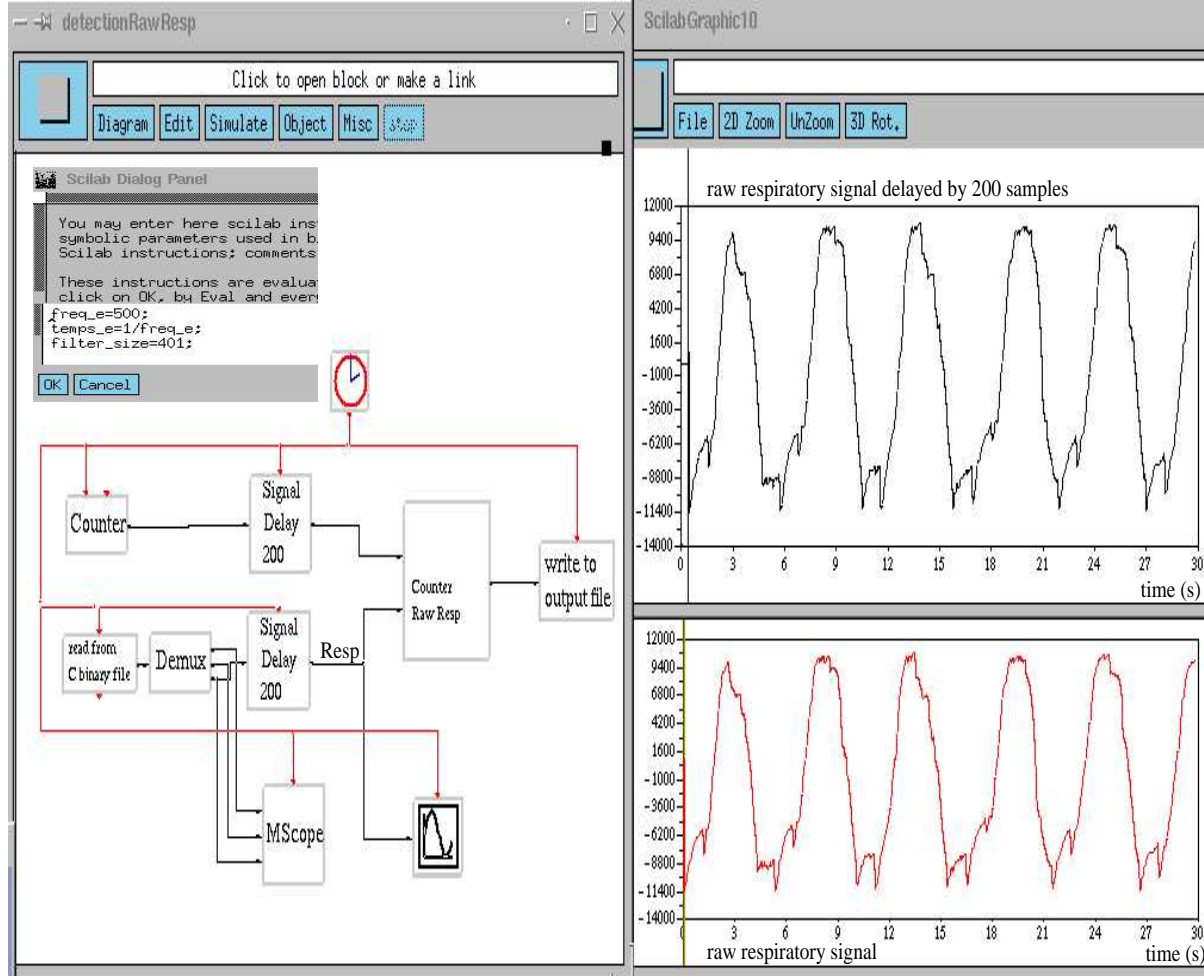 detectionRawResp
Click to open block or make a link
Diagram Edit Simulate Object Misc stop
Scilab Dialog Panel
You may enter here scilab inst
symbolic parameters used in b
Scilab instructions; comments
These instructions are evalua
click on OK, by Eval and ever
freq_e=500;
temps_e=1/freq_e;
filter_size=401;
OK Cancel
Counter
Signal
Delay
200
Counter
Raw Resp
write to
output file
read from
C binary file
Demux
Signal
Delay
200
Resp
MScope
ScilabGraphic10
File 2D Zoom UnZoom 3D Rot.
raw respiratory signal delayed by 200 samples
12000
9400
6800
4200
1600
-1000
-3600
-6200
-8800
-11400
-14000
0 3 6 9 12 15 18 21 24 27 30
time (s)
12000
9400
6800
4200
1600
-1000
-3600
-6200
-8800
-11400
-14000
0 3 6 9 12 15 18 21 24 27 30
raw respiratory signal time (s)